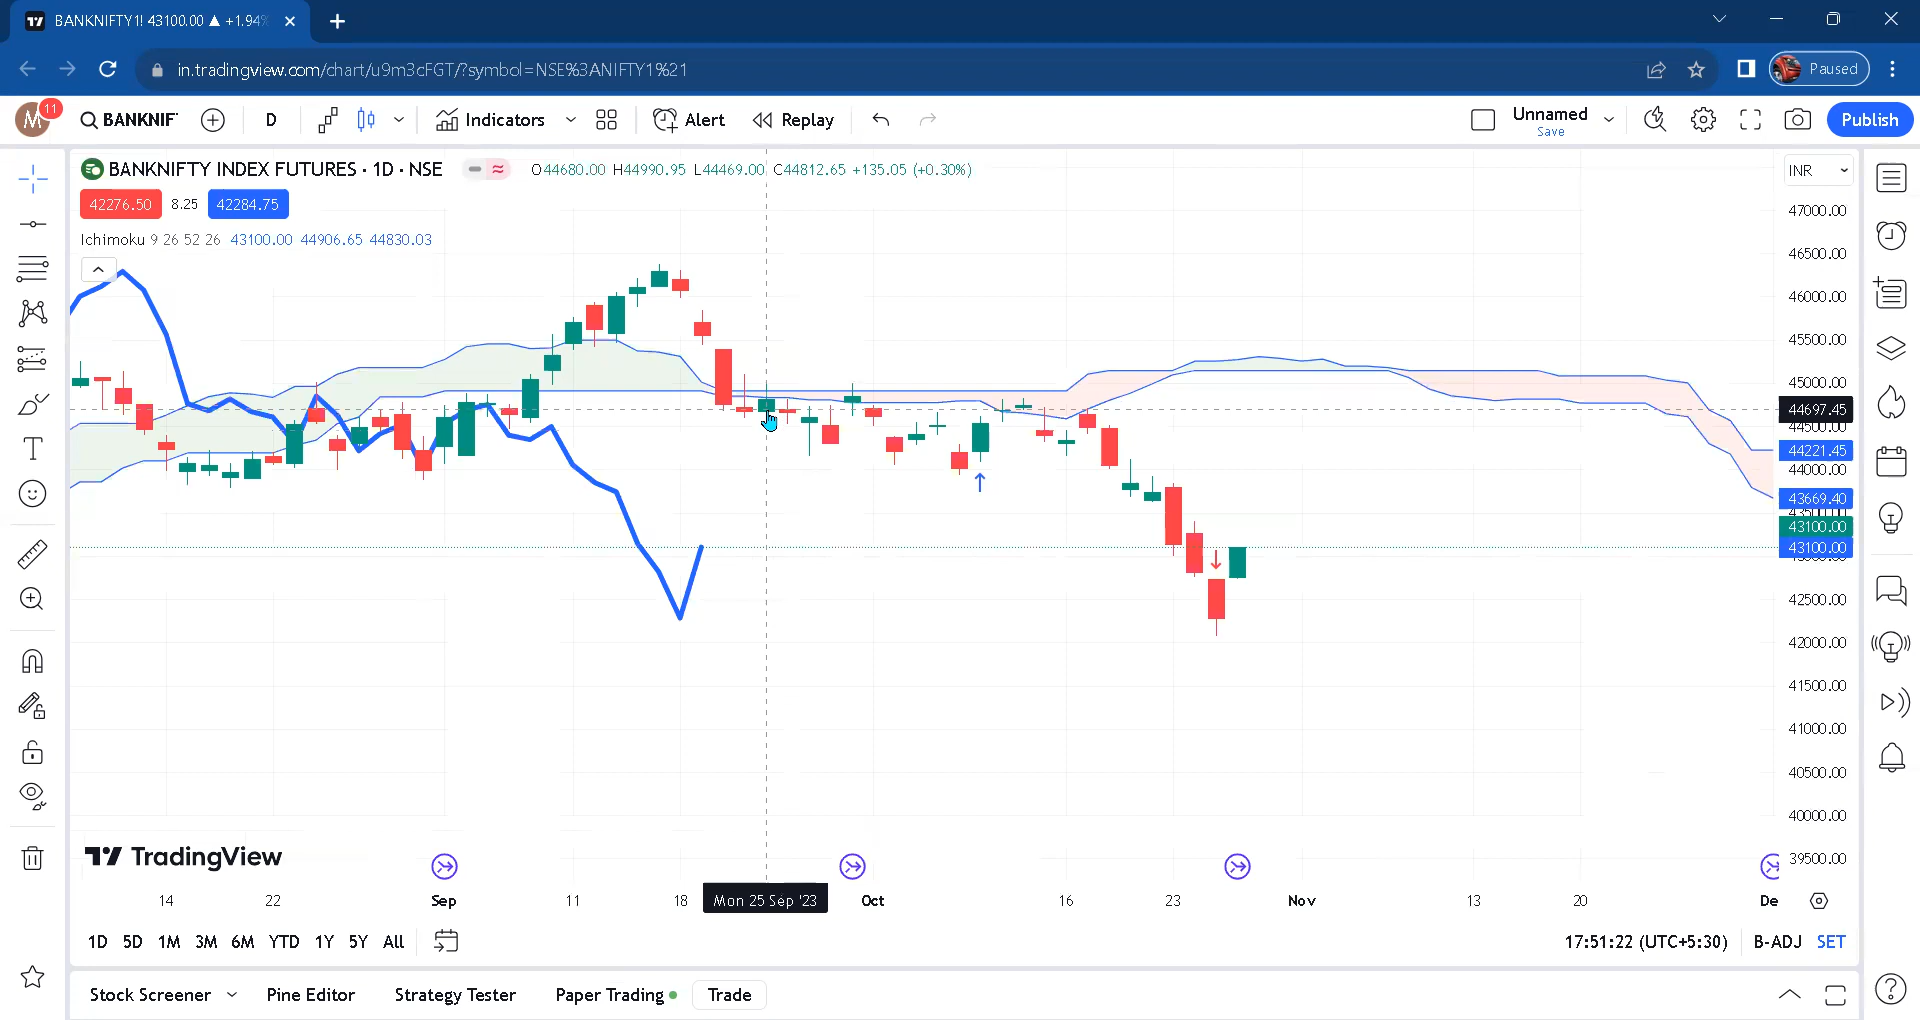 BANKNIFTY1! 43100.00 ▲ +1.94%
in.tradingview.com/chart/u9m3cFGT/?symbol=NSE%3ANIFTY1%21
Paused
M
11
BANKNIF
D
Indicators
Alert
Replay
Unnamed
Save
Publish
BANKNIFTY INDEX FUTURES · 1D · NSE
O44680.00 H44990.95 L44469.00 C44812.65 +135.05 (+0.30%)
INR
42276.50 8.25 42284.75
Ichimoku 9 26 52 26 43100.00 44906.65 44830.03
47000.00
46500.00
46000.00
45500.00
45000.00
44697.45
44500.00
44221.45
44000.00
43669.40
43500.00
43100.00
43100.00
42500.00
42000.00
41500.00
41000.00
40500.00
40000.00
39500.00
TradingView
14 22 Sep 11 18 Mon 25 Sep '23 Oct 16 23 Nov 13 20 De
1D 5D 1M 3M 6M YTD 1Y 5Y All
17:51:22 (UTC+5:30) B-ADJ SET
Stock Screener Pine Editor Strategy Tester Paper Trading Trade